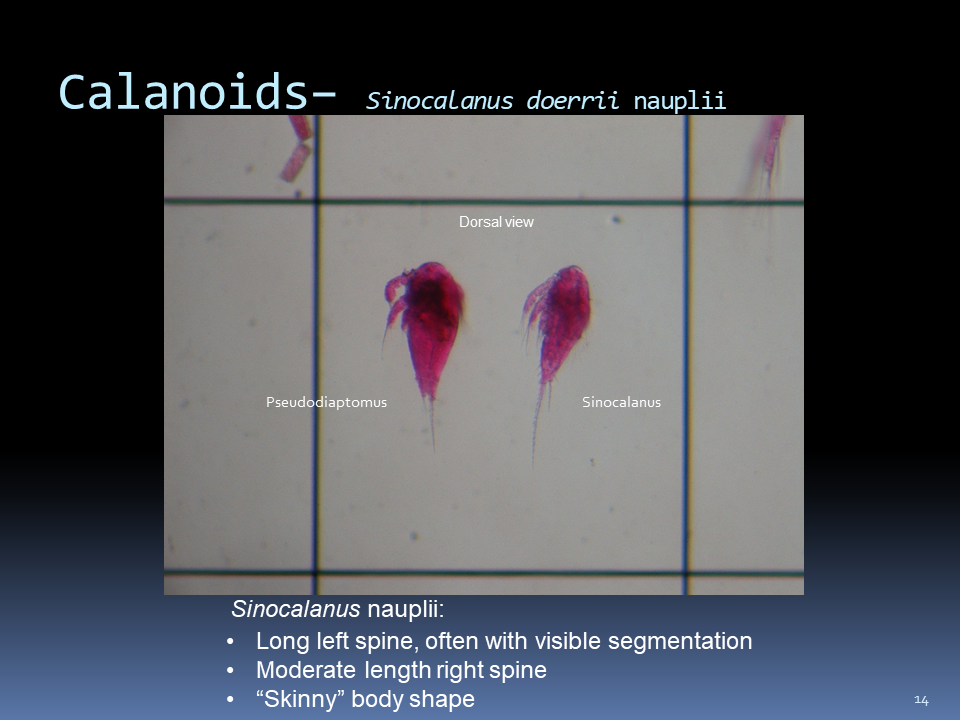 Calanoids– Sinocalanus doerrii nauplii
Dorsal view
Pseudodiaptomus
Sinocalanus
Sinocalanus nauplii:
• Long left spine, often with visible segmentation
• Moderate length right spine
• “Skinny” body shape
14